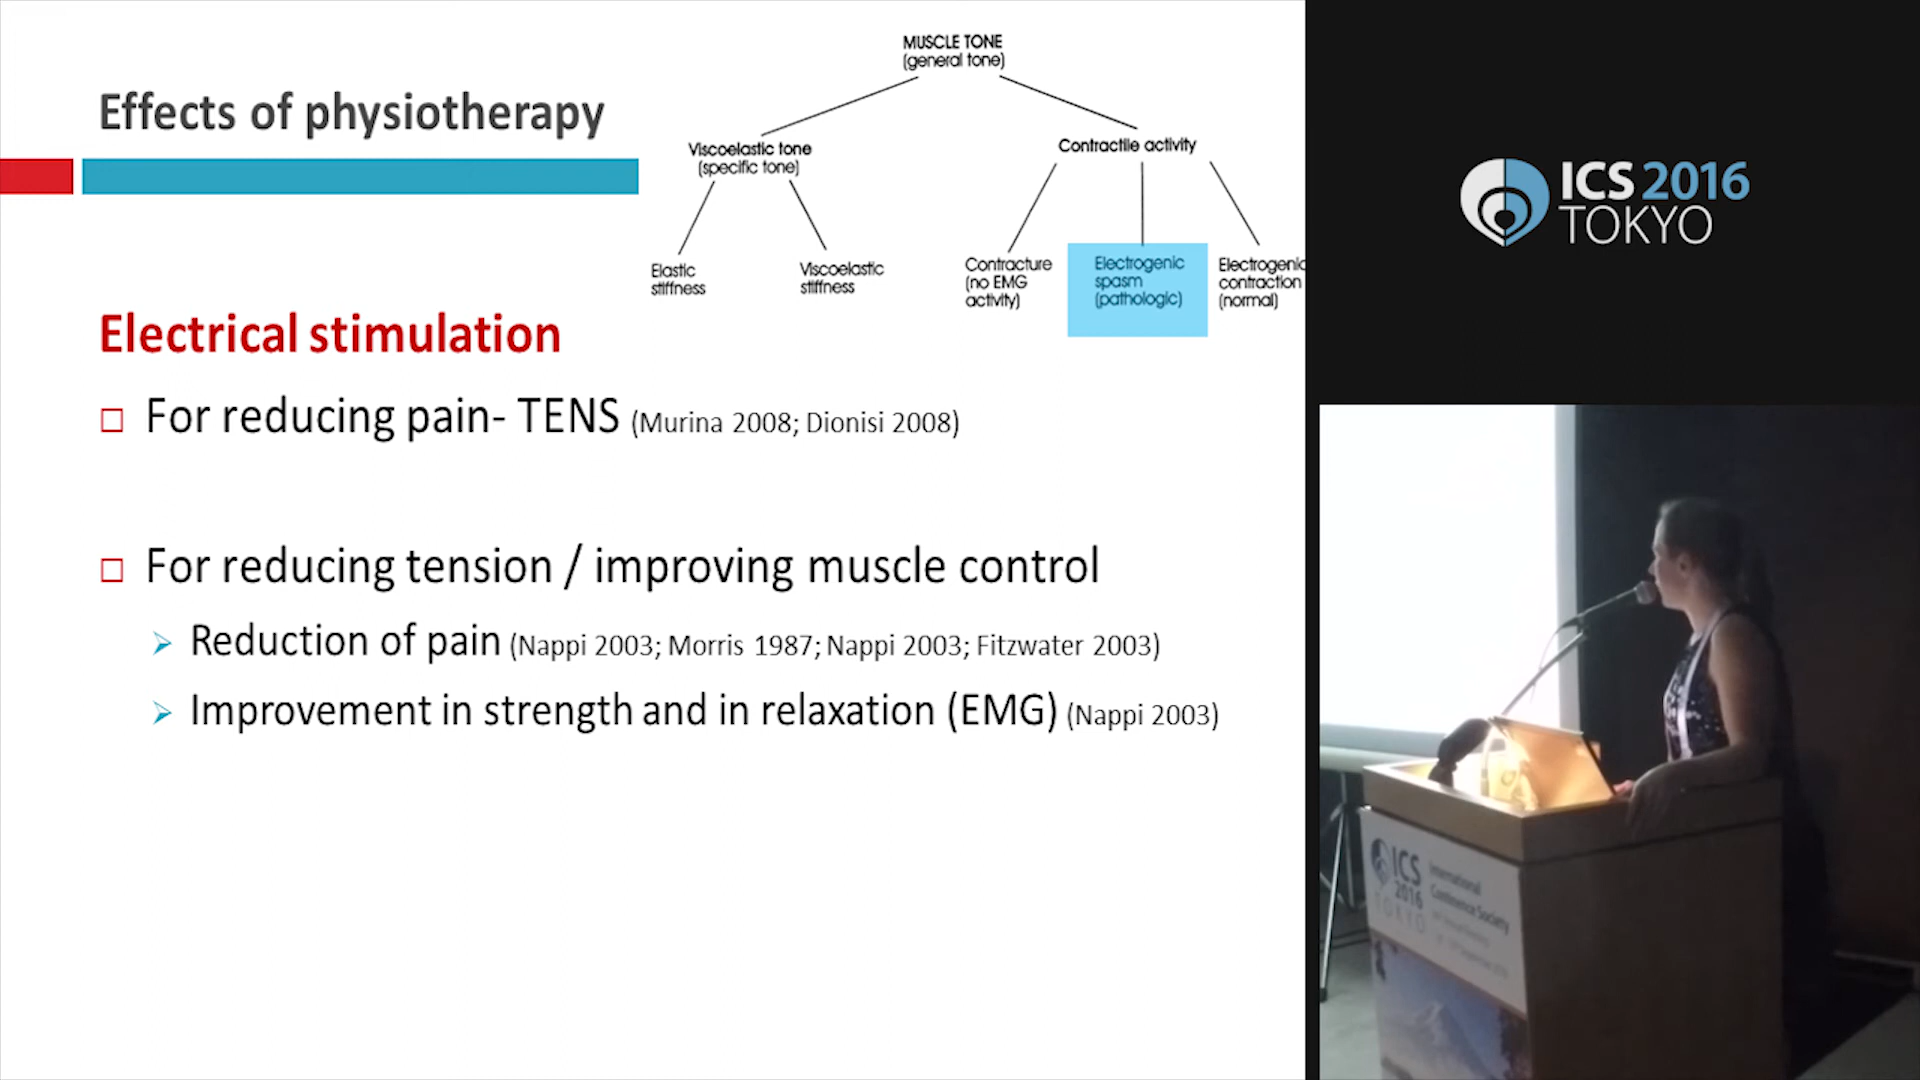 Effects of physiotherapy
MUSCLE TONE
(general tone)
Viscoelastic tone
(specific tone)
Contractile activity
Elastic
stiffness
Viscoelastic
stiffness
Contracture
(no EMG
activity)
Electrogenic
spasm
(pathologic)
Electrogenic
contraction
(normal)
Electrical stimulation
For reducing pain- TENS (Murina 2008; Dionisi 2008)
For reducing tension / improving muscle control
Reduction of pain (Nappi 2003; Morris 1987; Nappi 2003; Fitzwater 2003)
Improvement in strength and in relaxation (EMG) (Nappi 2003)
ICS 2016
TOKYO
ICS
2016
TOKYO
International
Continence Society